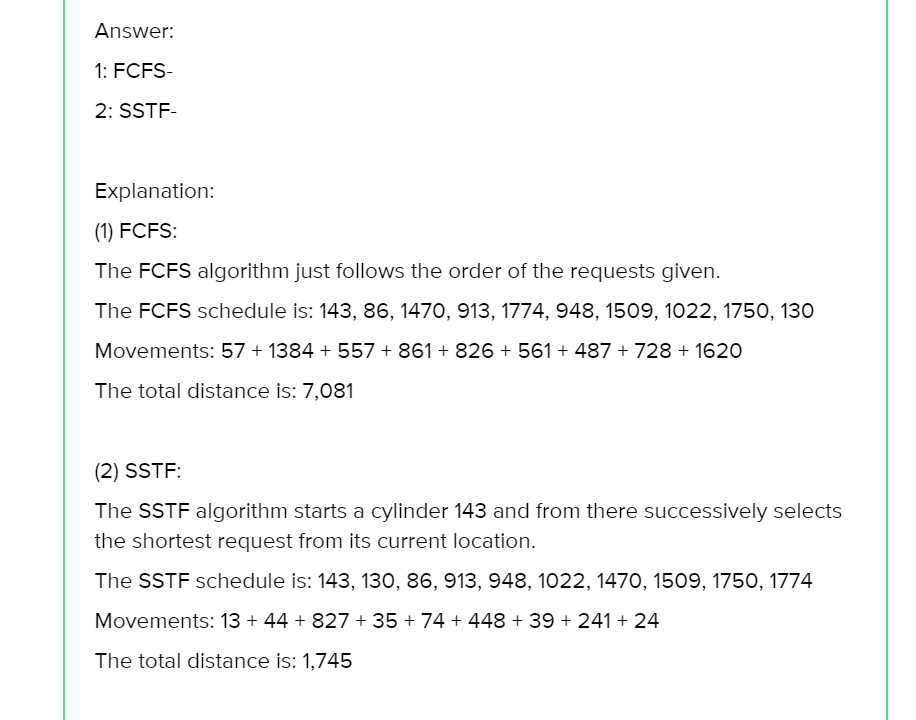 Answer:
1: FCFS-
2: SSTF-
Explanation:
(1) FCFS:
The FCFS algorithm just follows the order of the requests given.
The FCFS schedule is: 143, 86, 1470, 913, 1774, 948, 1509, 1022, 1750, 130
Movements: 57 + 1384 + 557 + 861 + 826 + 561 + 487 + 728 + 1620
The total distance is: 7,081
(2) SSTF:
The SSTF algorithm starts a cylinder 143 and from there successively selects
the shortest request from its current location.
The SSTF schedule is: 143, 130, 86, 913, 948, 1022, 1470, 1509, 1750, 1774
Movements: 13 + 44 + 827 + 35 + 74 + 448 + 39 + 241 + 24
The total distance is: 1,745